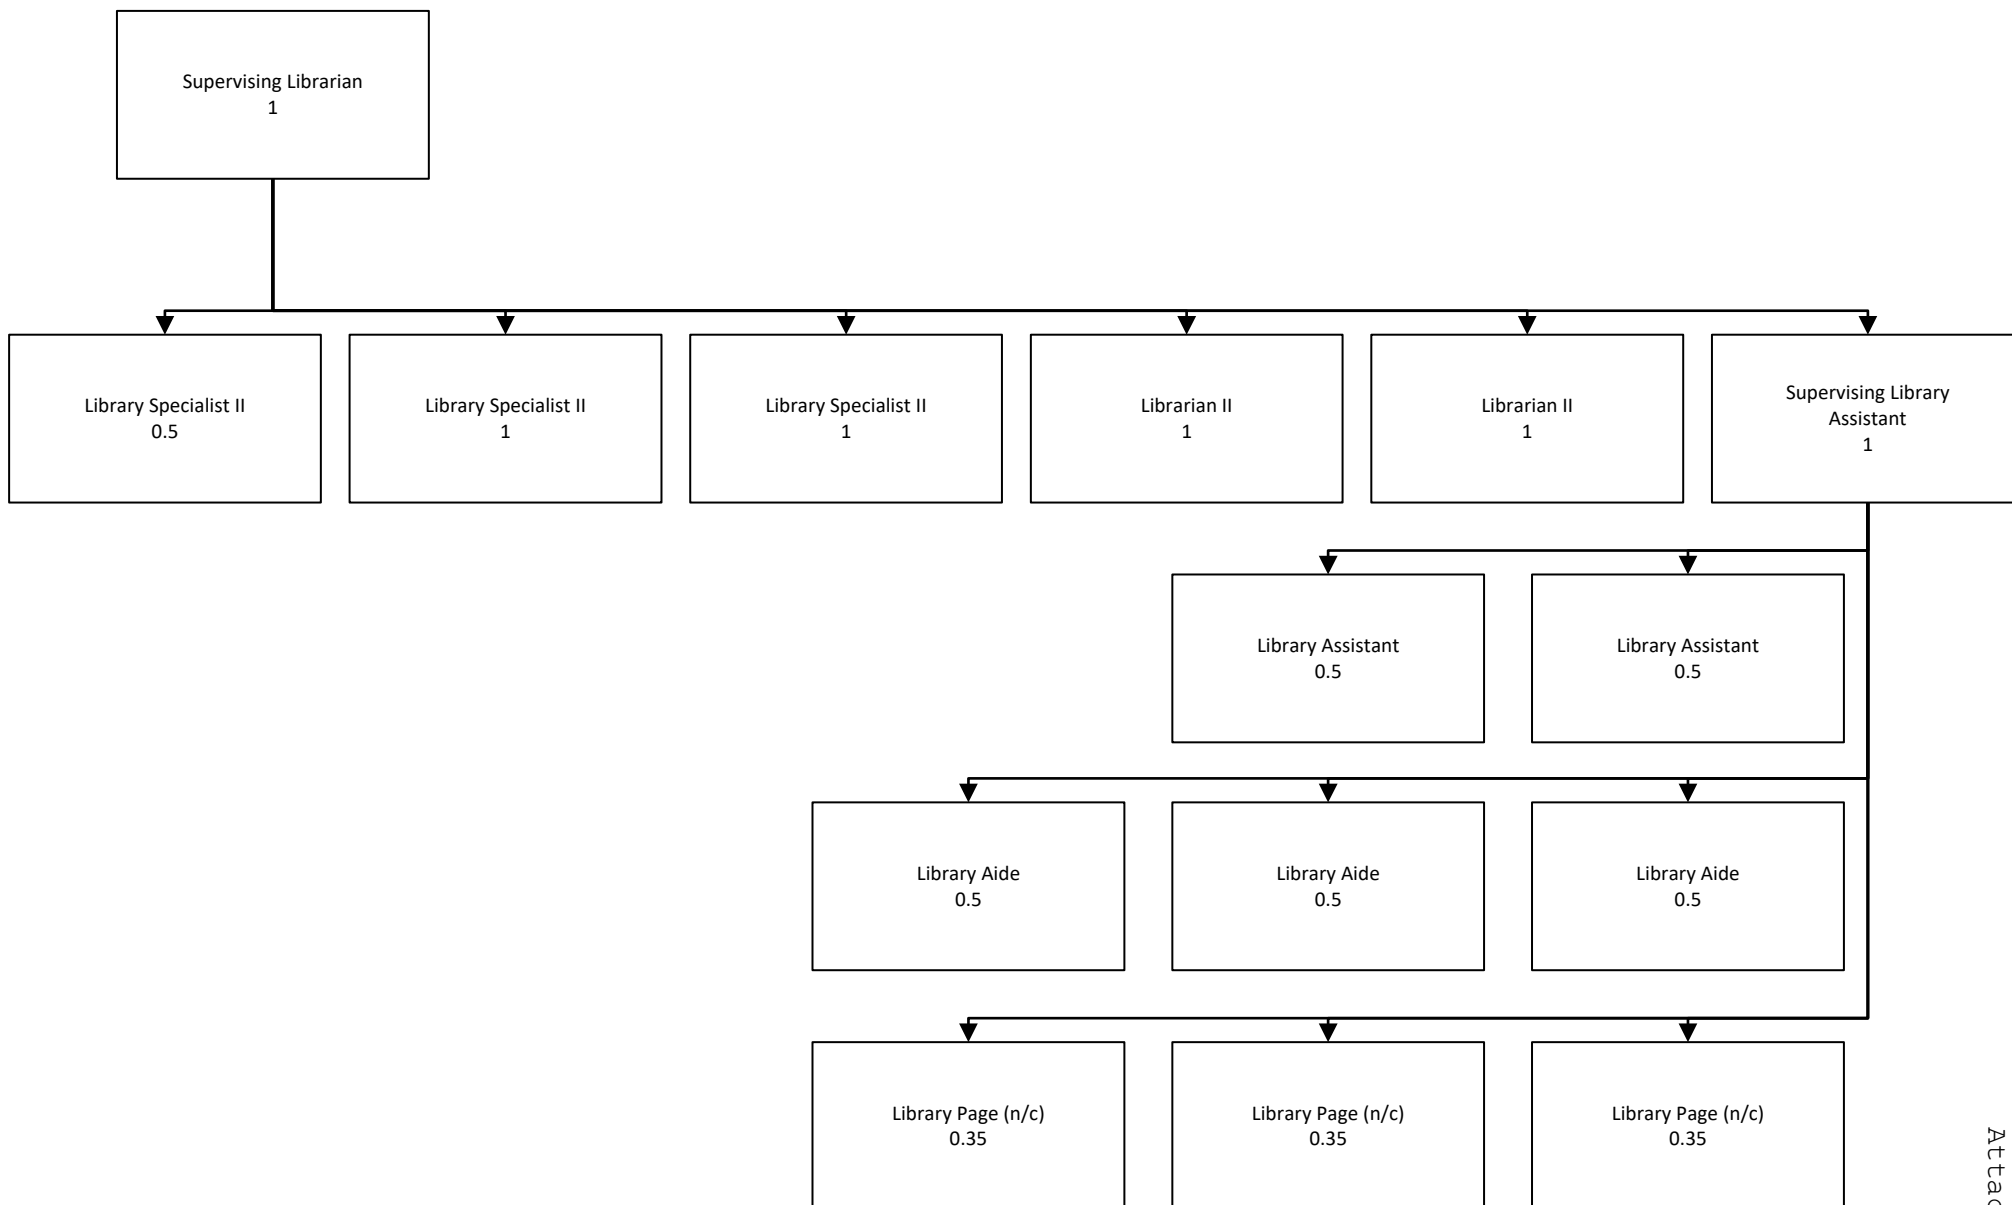 Supervising Librarian
1
Library Specialist II
0.5
Library Specialist II
1
Library Specialist II
1
Librarian II
1
Librarian II
1
Supervising Library
Assistant
1
Library Assistant
0.5
Library Assistant
0.5
Library Aide
0.5
Library Aide
0.5
Library Aide
0.5
Library Page (n/c)
0.35
Library Page (n/c)
0.35
Library Page (n/c)
0.35